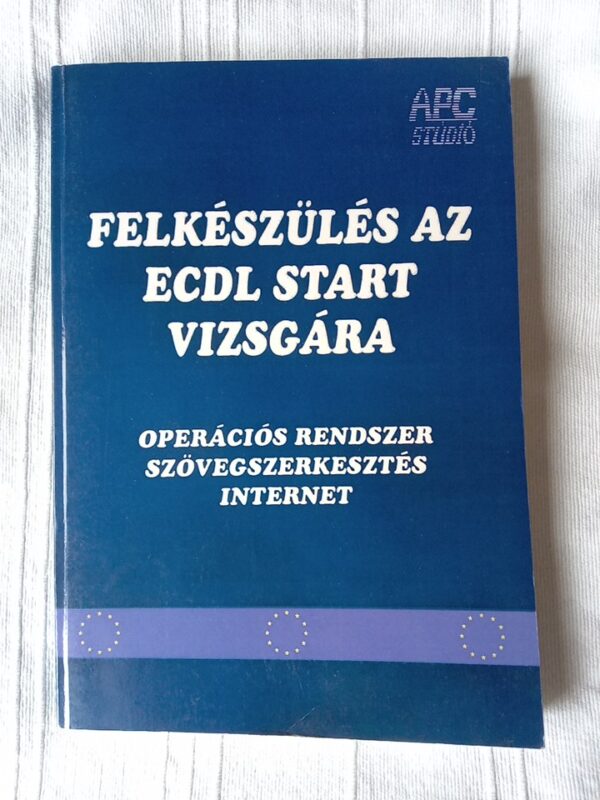 APC
STÚDIÓ
FELKÉSZÜLÉS AZ
ECDL START
VIZSGÁRA
OPERÁCIÓS RENDSZER
SZÖVEGSZERKESZTÉS
INTERNET